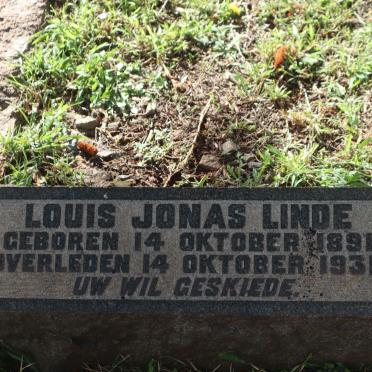 LOUIS JONAS LINDE
GEBOREN 14 OKTOBER
OVERLEDEN 14 OKTOBER
UW WIL GESKIEDE.